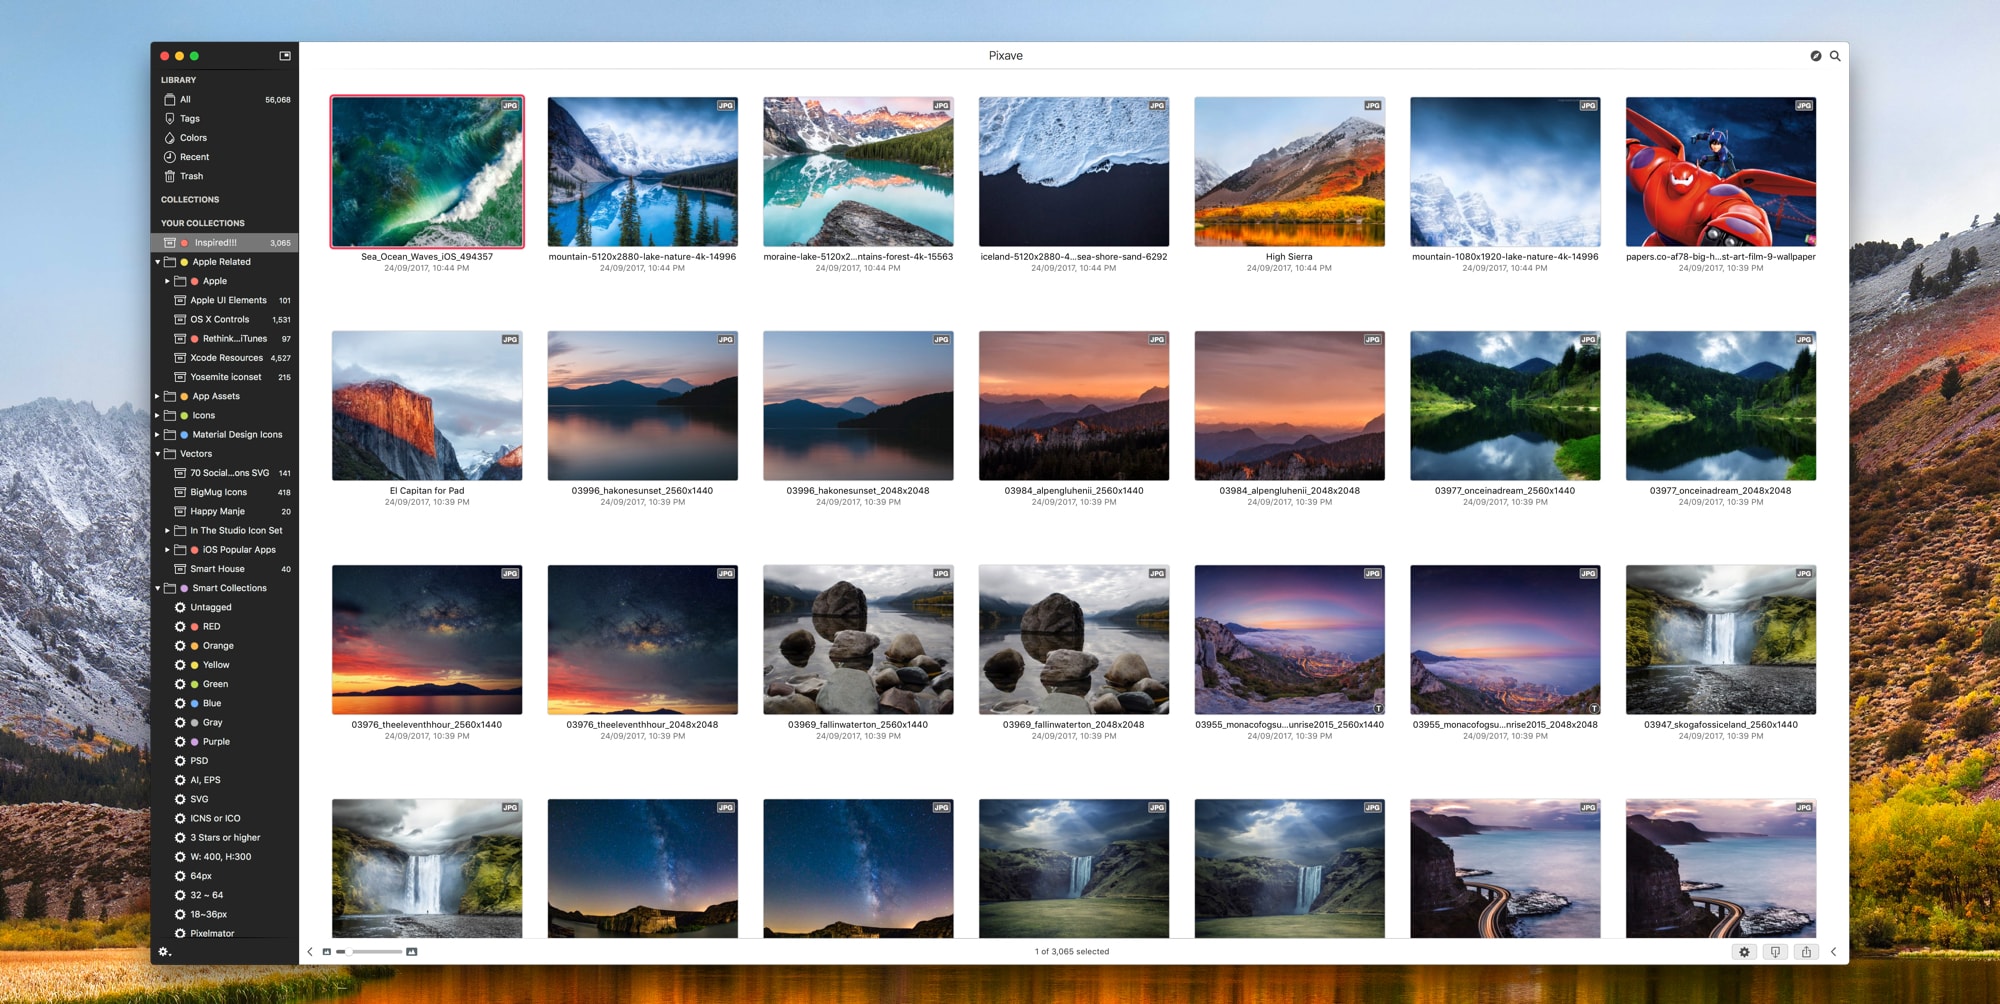 Pixave
LIBRARY
All 56,068
Tags
Colors
Recent
Trash
COLLECTIONS
YOUR COLLECTIONS
Inspired!!! 3,065
Apple Related
Apple
Apple UI Elements 101
OS X Controls 1,531
Rethink...iTunes 97
Xcode Resources 4,527
Yosemite iconset 215
App Assets
Icons
Material Design Icons
Vectors
70 Social...ons SVG 141
BigMug Icons 418
Happy Manje 20
In The Studio Icon Set
iOS Popular Apps
Smart House 40
Smart Collections
Untagged
RED
Orange
Yellow
Green
Blue
Gray
Purple
PSD
AI, EPS
SVG
ICNS or ICO
3 Stars or higher
W: 400, H:300
64px
32 ~ 64
18~36px
Pixelmator
JPG JPG JPG JPG JPG JPG JPG
Sea_Ocean_Waves_iOS_494357 mountain-5120x2880-lake-nature-4k-14996 moraine-lake-5120x2...ntains-forest-4k-15563 iceland-5120x2880-4...sea-shore-sand-6292 High Sierra mountain-1080x1920-lake-nature-4k-14996 papers.co-af78-big-h...st-art-film-9-wallpaper
24/09/2017, 10:44 PM 24/09/2017, 10:44 PM 24/09/2017, 10:44 PM 24/09/2017, 10:44 PM 24/09/2017, 10:44 PM 24/09/2017, 10:44 PM 24/09/2017, 10:39 PM
JPG JPG JPG JPG JPG JPG JPG
El Capitan for Pad 03996_hakonesunset_2560x1440 03996_hakonesunset_2048x2048 03984_alpengluhenii_2560x1440 03984_alpengluhenii_2048x2048 03977_onceinadream_2560x1440 03977_onceinadream_2048x2048
24/09/2017, 10:39 PM 24/09/2017, 10:39 PM 24/09/2017, 10:39 PM 24/09/2017, 10:39 PM 24/09/2017, 10:39 PM 24/09/2017, 10:39 PM 24/09/2017, 10:39 PM
JPG JPG JPG JPG JPG JPG JPG
T T
03976_theeleventhhour_2560x1440 03976_theeleventhhour_2048x2048 03969_fallinwaterton_2560x1440 03969_fallinwaterton_2048x2048 03955_monacofogsu...unrise2015_2560x1440 03955_monacofogsu...nrise2015_2048x2048 03947_skogafossiceland_2560x1440
24/09/2017, 10:39 PM 24/09/2017, 10:39 PM 24/09/2017, 10:39 PM 24/09/2017, 10:39 PM 24/09/2017, 10:39 PM 24/09/2017, 10:39 PM 24/09/2017, 10:39 PM
JPG JPG JPG JPG JPG JPG JPG
1 of 3,065 selected